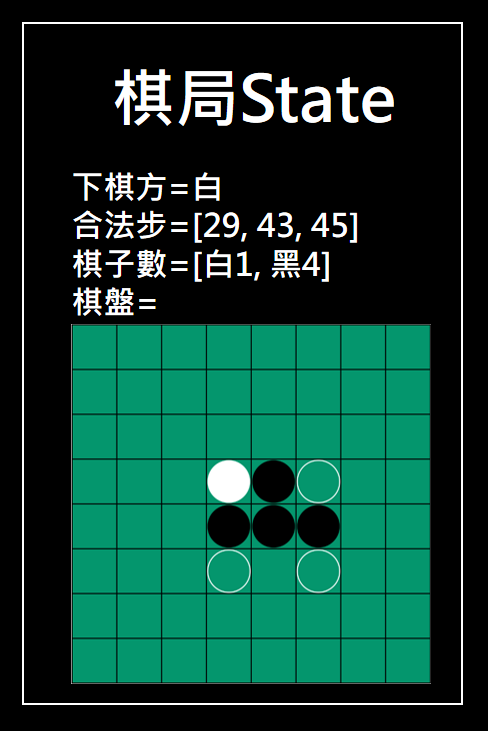 棋局State
下棋方=白
合法步=[29, 43, 45]
棋子數=[白1, 黑4]
棋盤=